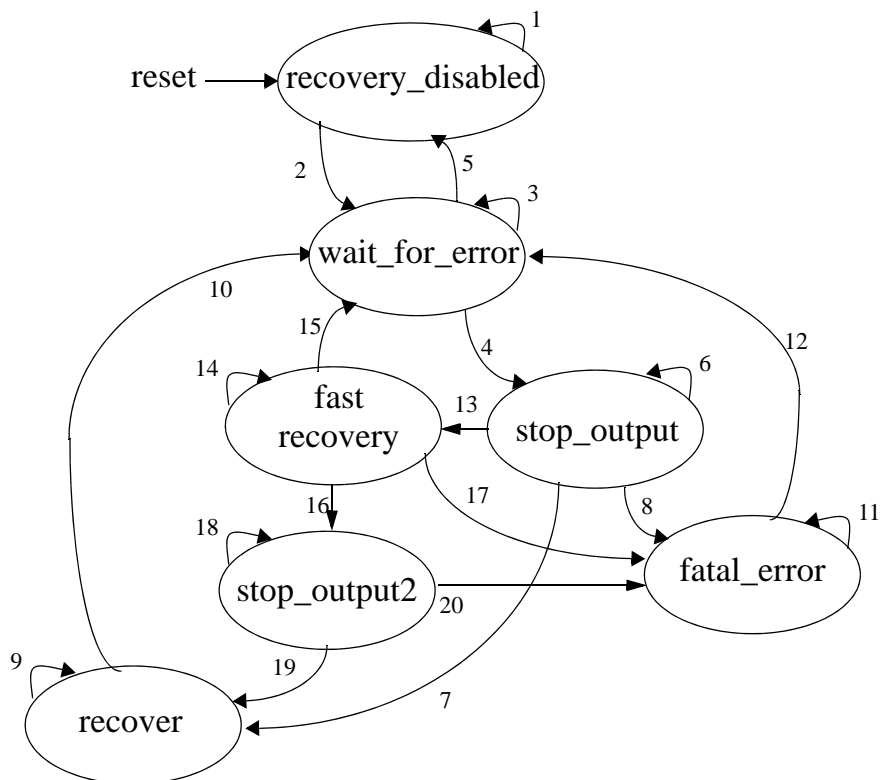 1
reset
recovery_disabled
2
5
3
wait_for_error
10
15
4
12
14
6
fast
recovery
13
stop_output
16
17
8
11
18
stop_output2
20
fatal_error
19
9
7
recover